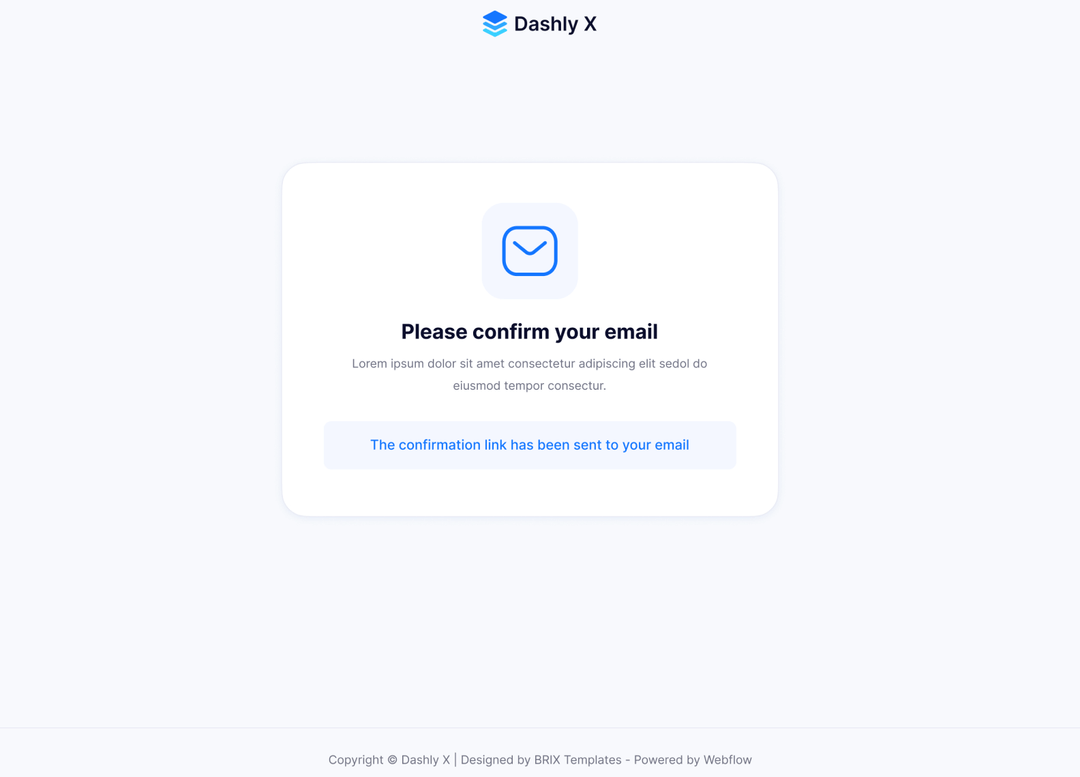 Dashly X
Please confirm your email
Lorem ipsum dolor sit amet consectetur adipiscing elit sedol do
eiusmod tempor consectur.
The confirmation link has been sent to your email
Copyright © Dashly X | Designed by BRIX Templates - Powered by Webflow